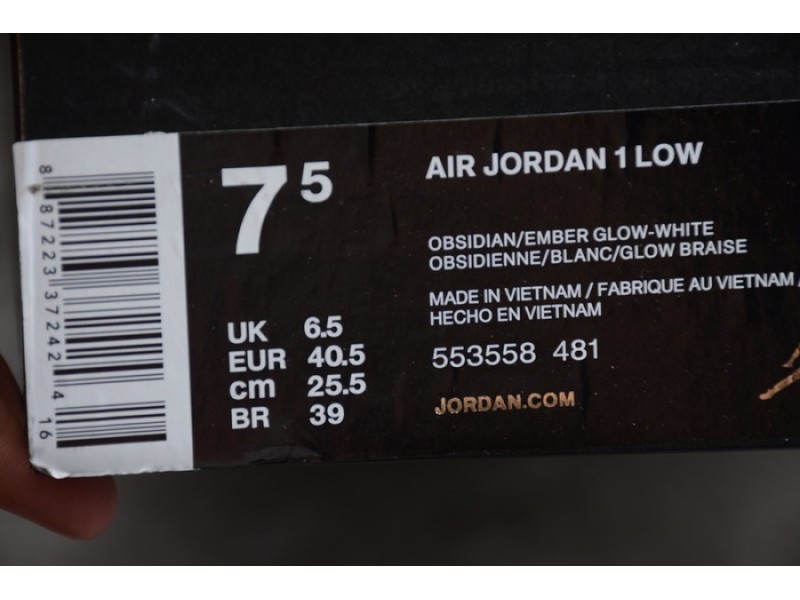 8 87223 37242 4 16
7 5
UK 6.5
EUR 40.5
cm 25.5
BR 39
AIR JORDAN 1 LOW
OBSIDIAN/EMBER GLOW-WHITE
OBSIDIENNE/BLANC/GLOW BRAISE
MADE IN VIETNAM / FABRIQUE AU VIETNAM /
HECHO EN VIETNAM
553558 481
JORDAN.COM